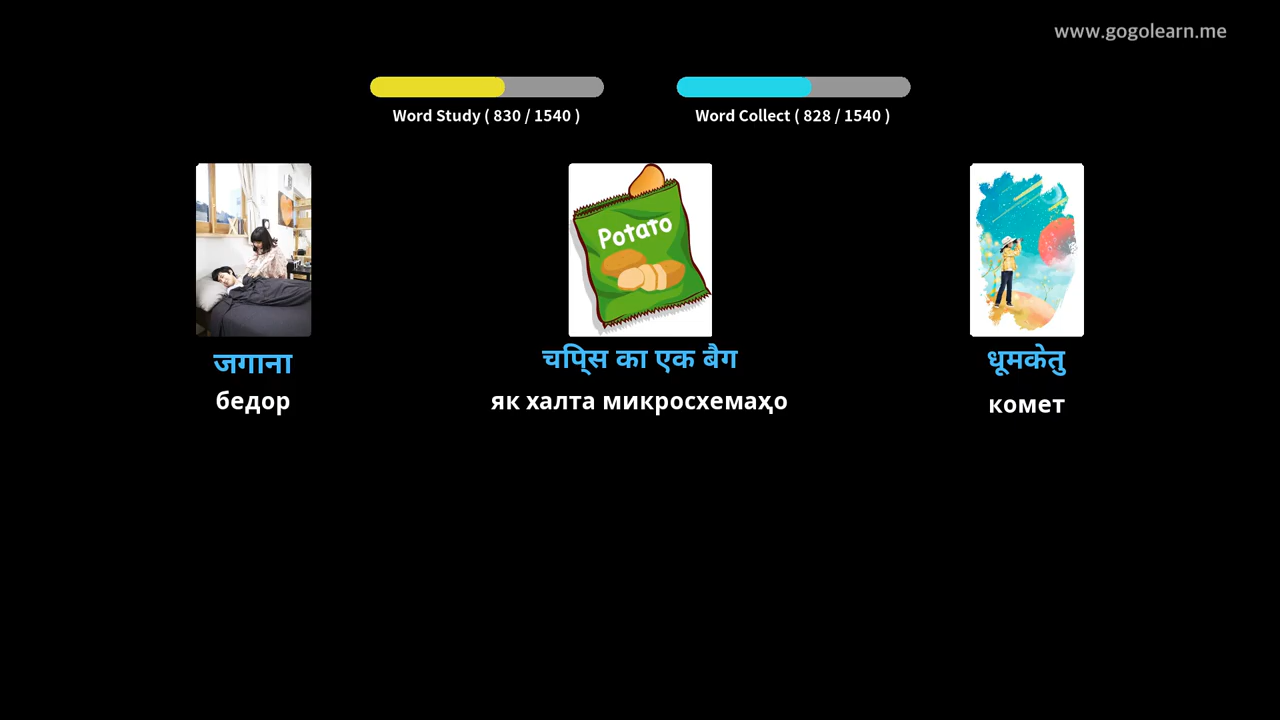 www.gogolearn.me
Word Study ( 830 / 1540 )
Word Collect ( 828 / 1540 )
Potato
जगाना
चिप्स का एक बैग
धूमकेतु
бедор
як халта микросхемаҳо
комет